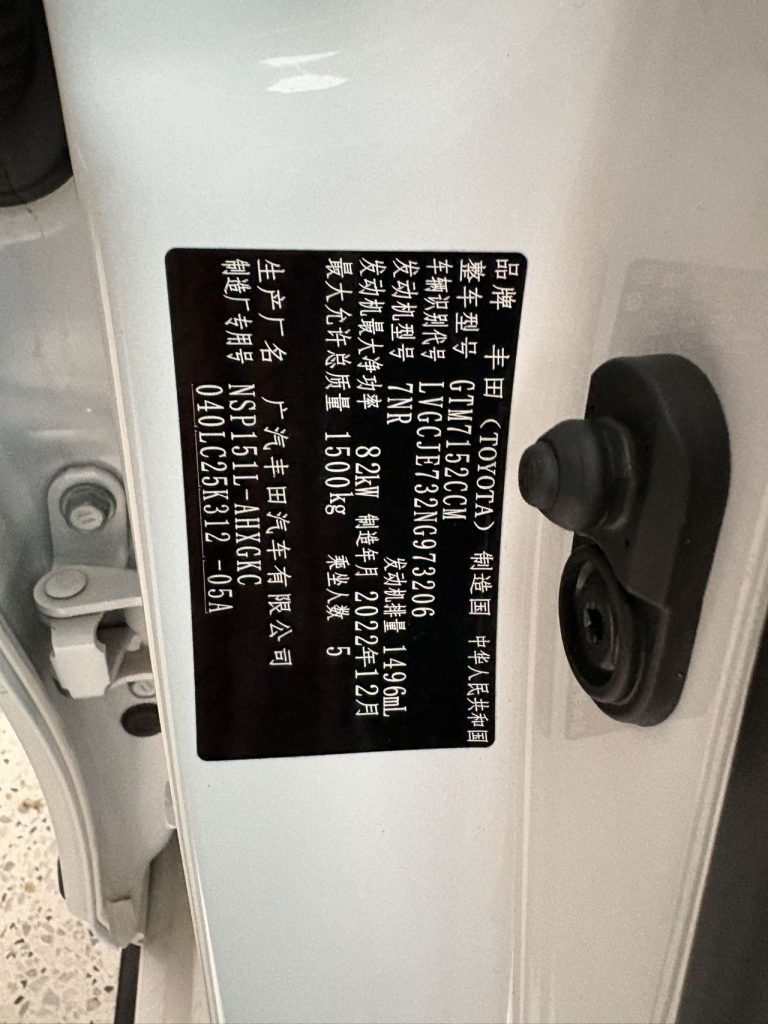 品牌 丰田 (TOYOTA) 制造国 中华人民共和国
整车型号 GTM7152CCM
车辆识别代号 LVGCJE732NG973206
发动机型号 7NR 发动机排量 1496mL
发动机最大净功率 82kW 制造年月 2022年12月
最大允许总质量 1500kg 乘坐人数 5
生产厂名 广汽丰田汽车有限公司
制造厂专用号 NSP151L-AHXGKC
040LC25K312 -05A